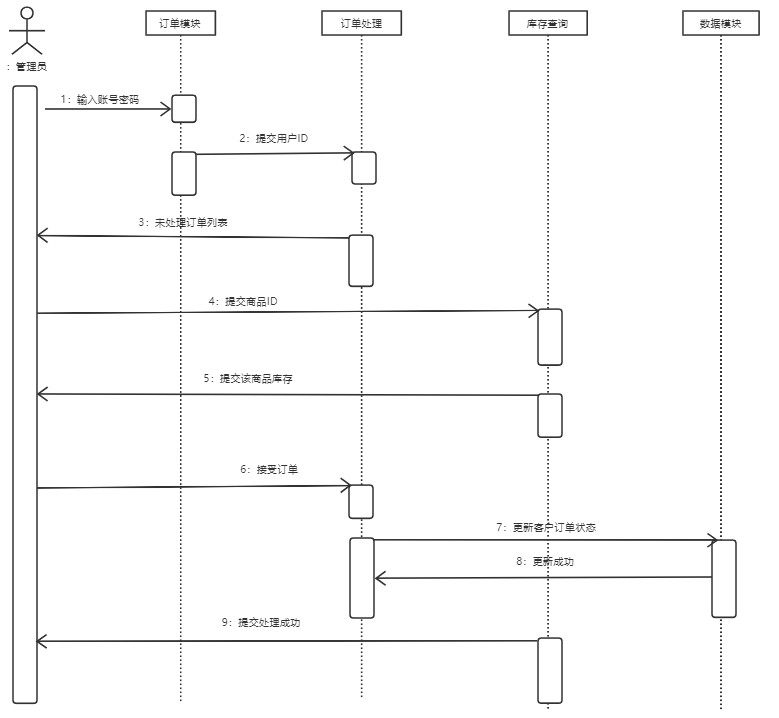 订单模块
订单处理
库存查询
数据模块
：管理员
1：输入账号密码
2：提交用户ID
3：未处理订单列表
4：提交商品ID
5：提交该商品库存
6：接受订单
7：更新客户订单状态
8：更新成功
9：提交处理成功